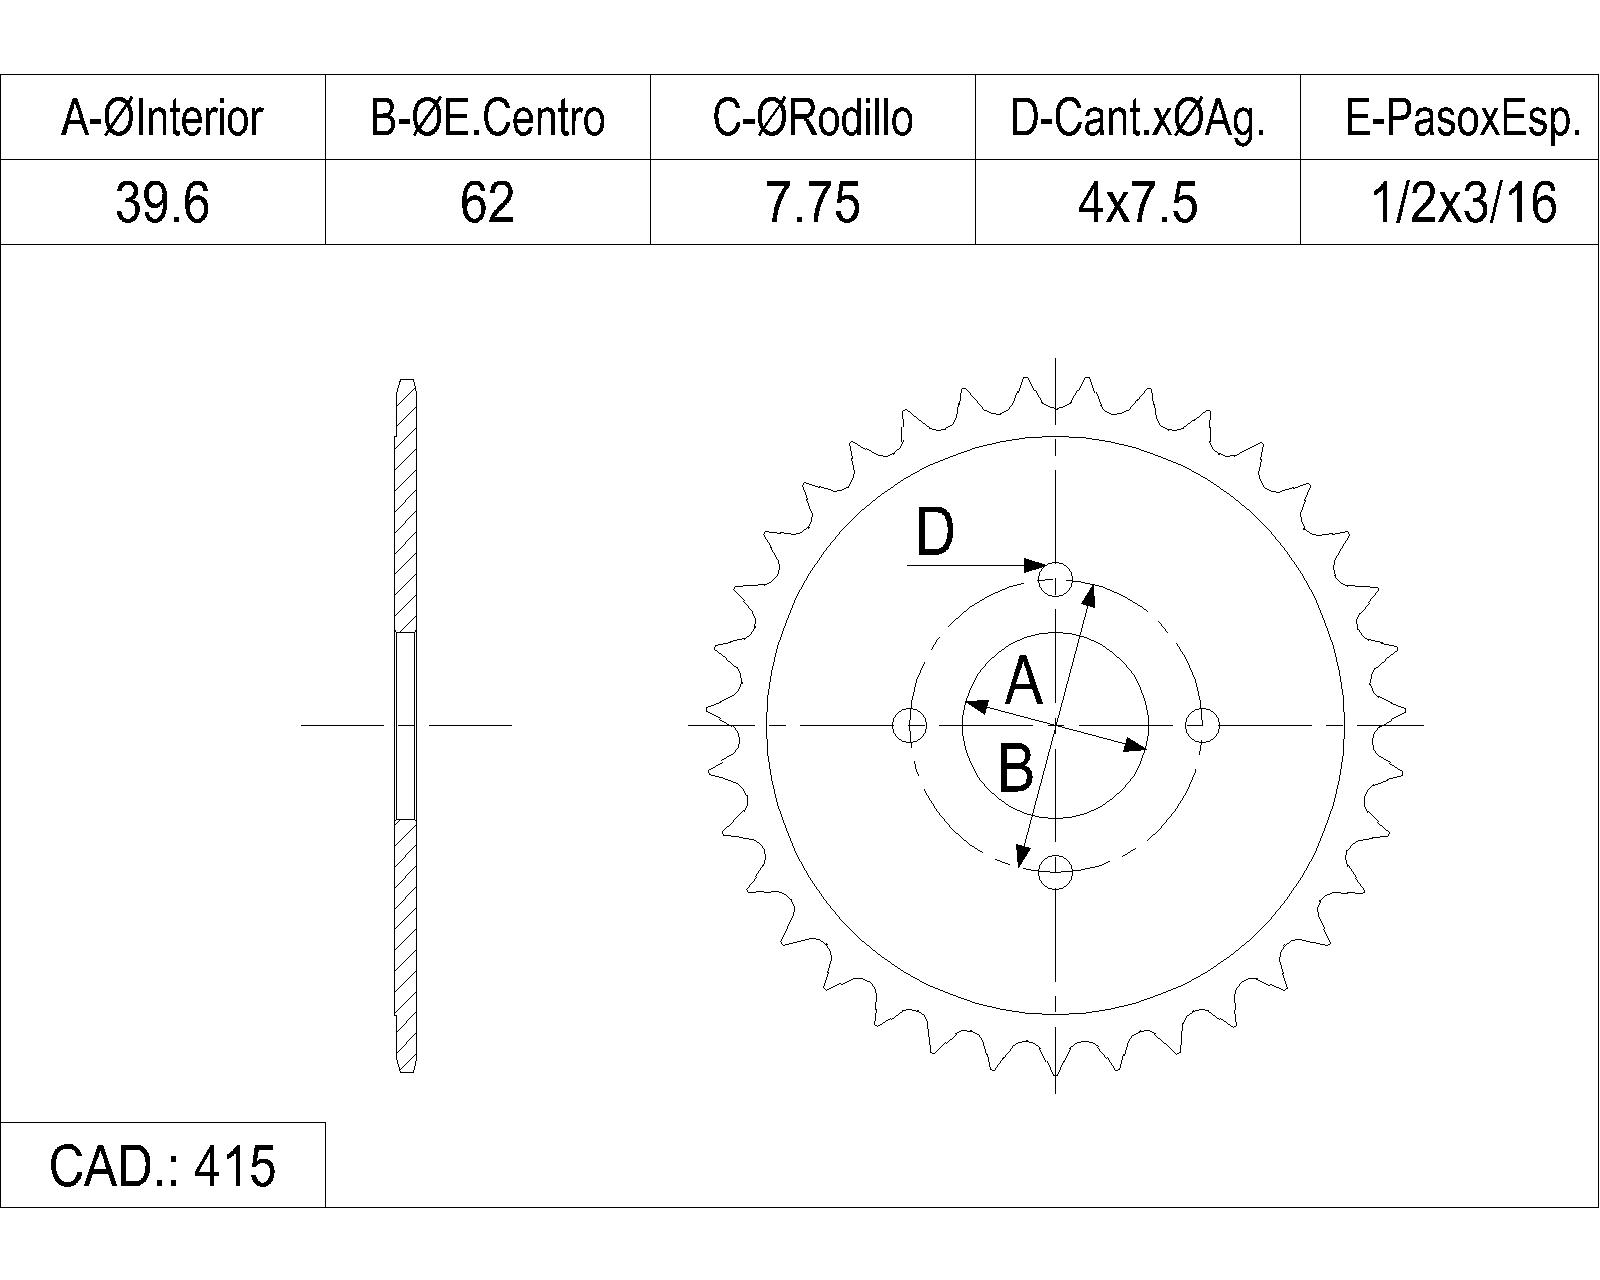 A-ØInterior B-ØE.Centro C-ØRodillo D-Cant.xØAg. E-PasoxEsp.
39.6 62 7.75 4x7.5 1/2x3/16
D
A
B
CAD.: 415